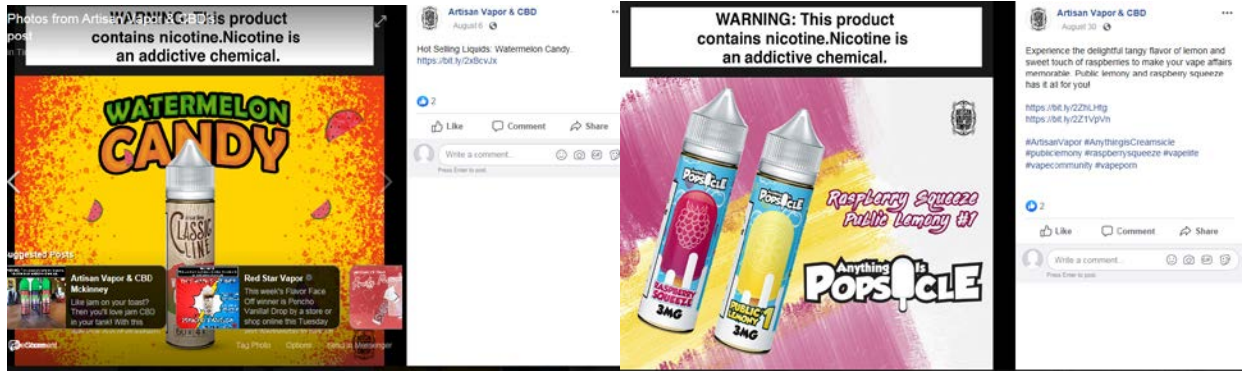 Photos from Artisan Vapor & CBD's
post
WARNING: This product
contains nicotine.Nicotine is
an addictive chemical.
WATERMELON
CANDY
CLASSIC
LINE
Suggested Posts
Artisan Vapor & CBD
Mckinney
Like jam on your toast?
Then you'll love jam CBD
in your tank! With this
Red Star Vapor
This week's Flavor Face
Off winner is Poncho
Vanilla! Drop by a store or
shop online this Tuesday
Tag Photo Options Send in Messenger
Artisan Vapor & CBD
August 6
Hot Selling Liquids: Watermelon Candy.
https://bit.ly/2xBcvJx
2
Like Comment Share
Write a comment...
Press Enter to post.
WARNING: This product
contains nicotine.Nicotine is
an addictive chemical.
Anything is
POPSICLE
RASPBERRY
SQUEEZE
3MG
POPSICLE
PUBLIC
LEMONY #1
3MG
Raspberry Squeeze
Public Lemony #1
Anything Is
POPSICLE
Artisan Vapor & CBD
August 30
Experience the delightful tangy flavor of lemon and
sweet touch of raspberries to make your vape affairs
memorable. Public lemony and raspberry squeeze
has it all for you!
https://bit.ly/2ZhLHtg
https://bit.ly/2Z1VpVn
#ArtisanVapor #AnythingisCreamsicle
#publiclemony #raspberrysqueeze #vapelife
#vapecommunity #vapeporn
2
Like Comment Share
Write a comment...
Press Enter to post.